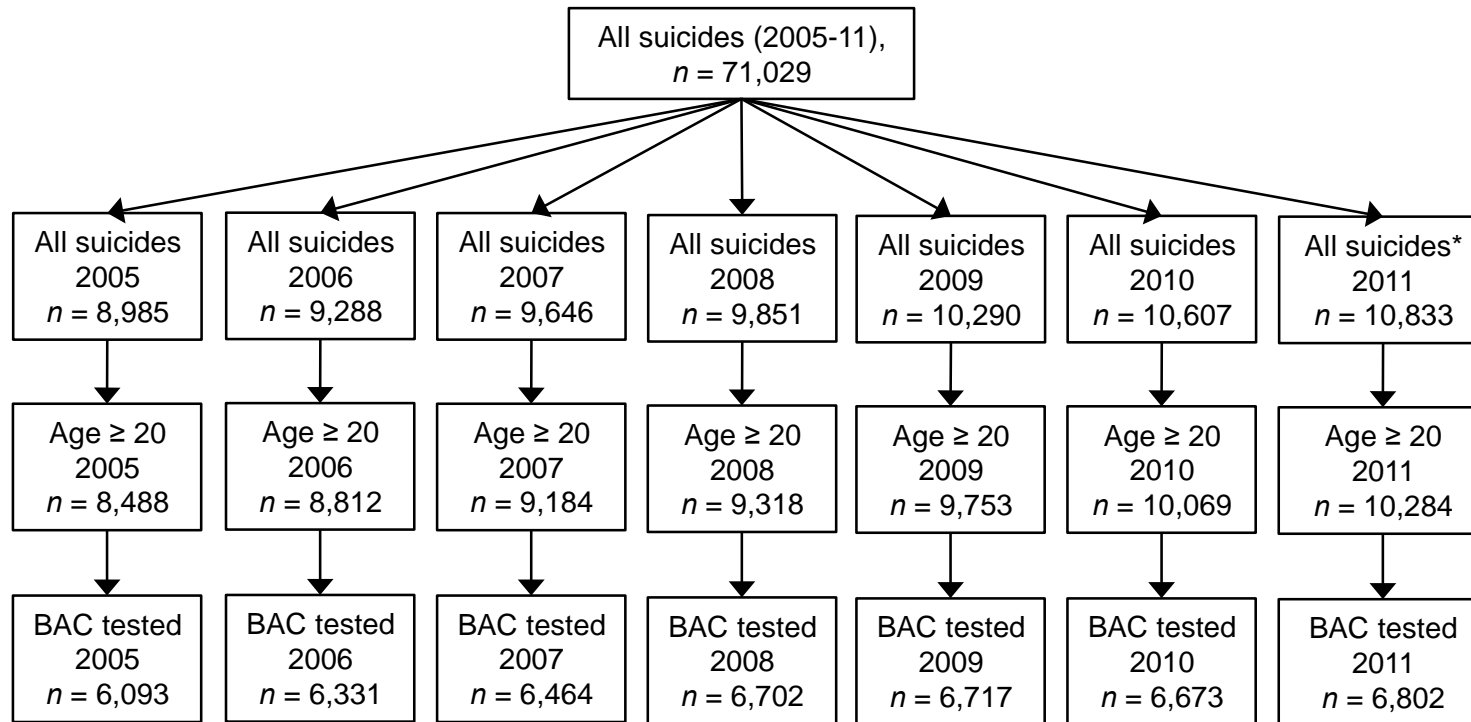 All suicides (2005-11),
n = 71,029
All suicides
2005
n = 8,985
All suicides
2006
n = 9,288
All suicides
2007
n = 9,646
All suicides
2008
n = 9,851
All suicides
2009
n = 10,290
All suicides
2010
n = 10,607
All suicides*
2011
n = 10,833
Age ≥ 20
2005
n = 8,488
Age ≥ 20
2006
n = 8,812
Age ≥ 20
2007
n = 9,184
Age ≥ 20
2008
n = 9,318
Age ≥ 20
2009
n = 9,753
Age ≥ 20
2010
n = 10,069
Age ≥ 20
2011
n = 10,284
BAC tested
2005
n = 6,093
BAC tested
2006
n = 6,331
BAC tested
2007
n = 6,464
BAC tested
2008
n = 6,702
BAC tested
2009
n = 6,717
BAC tested
2010
n = 6,673
BAC tested
2011
n = 6,802